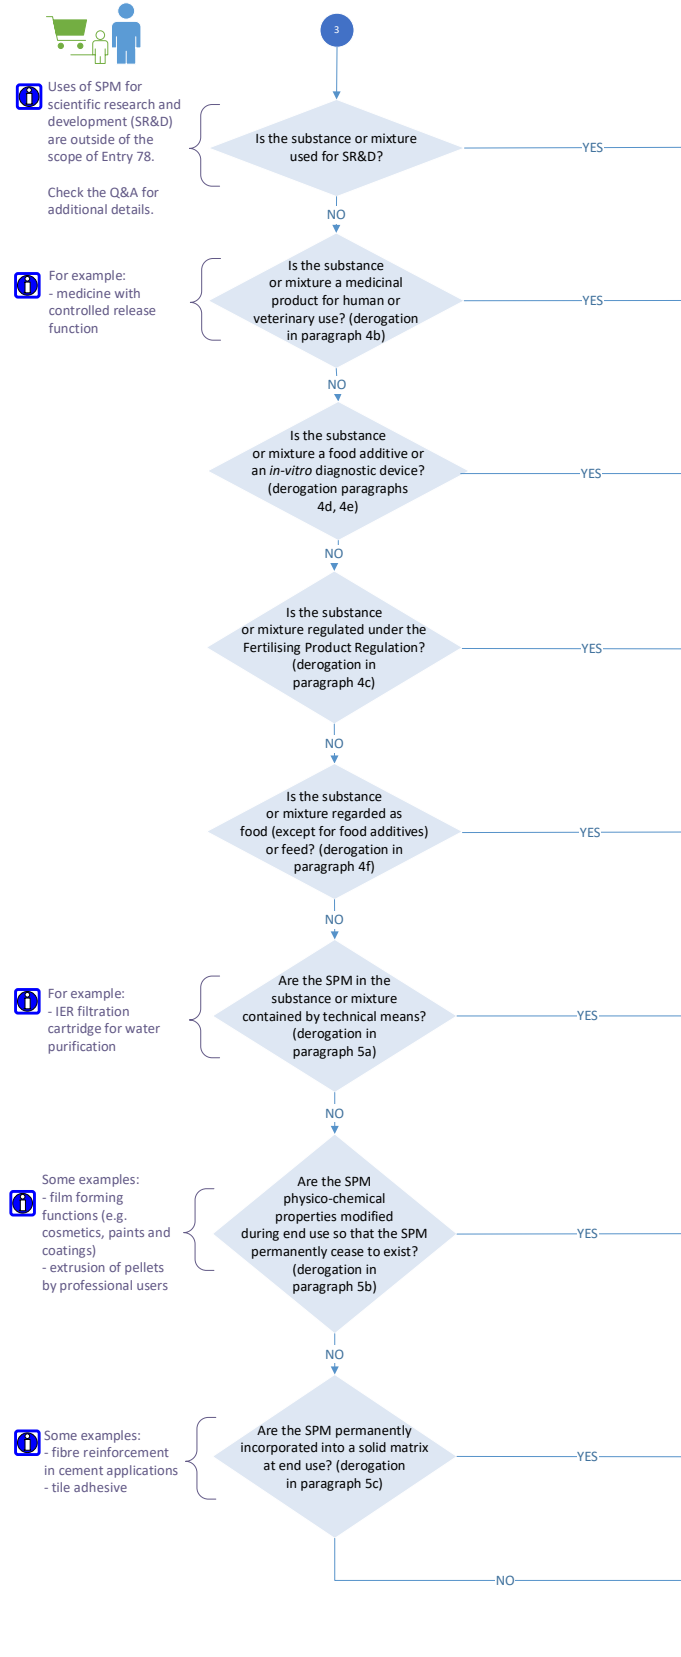 3
Uses of SPM for
scientific research and
development (SR&D)
are outside of the
scope of Entry 78.
Check the Q&A for
additional details.
Is the substance or mixture
used for SR&D?
YES
NO
For example:
- medicine with
controlled release
function
Is the substance
or mixture a medicinal
product for human or
veterinary use? (derogation
in paragraph 4b)
YES
NO
Is the substance
or mixture a food additive or
an in-vitro diagnostic device?
(derogation paragraphs
4d, 4e)
YES
NO
Is the substance
or mixture regulated under the
Fertilising Product Regulation?
(derogation in
paragraph 4c)
YES
NO
Is the substance
or mixture regarded as
food (except for food additives)
or feed? (derogation in
paragraph 4f)
YES
NO
For example:
- IER filtration
cartridge for water
purification
Are the SPM in the
substance or mixture
contained by technical means?
(derogation in
paragraph 5a)
YES
NO
Some examples:
- film forming
functions (e.g.
cosmetics, paints and
coatings)
- extrusion of pellets
by professional users
Are the SPM
physico-chemical
properties modified
during end use so that the SPM
permanently cease to exist?
(derogation in
paragraph 5b)
YES
NO
Some examples:
- fibre reinforcement
in cement applications
- tile adhesive
Are the SPM permanently
incorporated into a solid matrix
at end use? (derogation
in paragraph 5c)
YES
NO